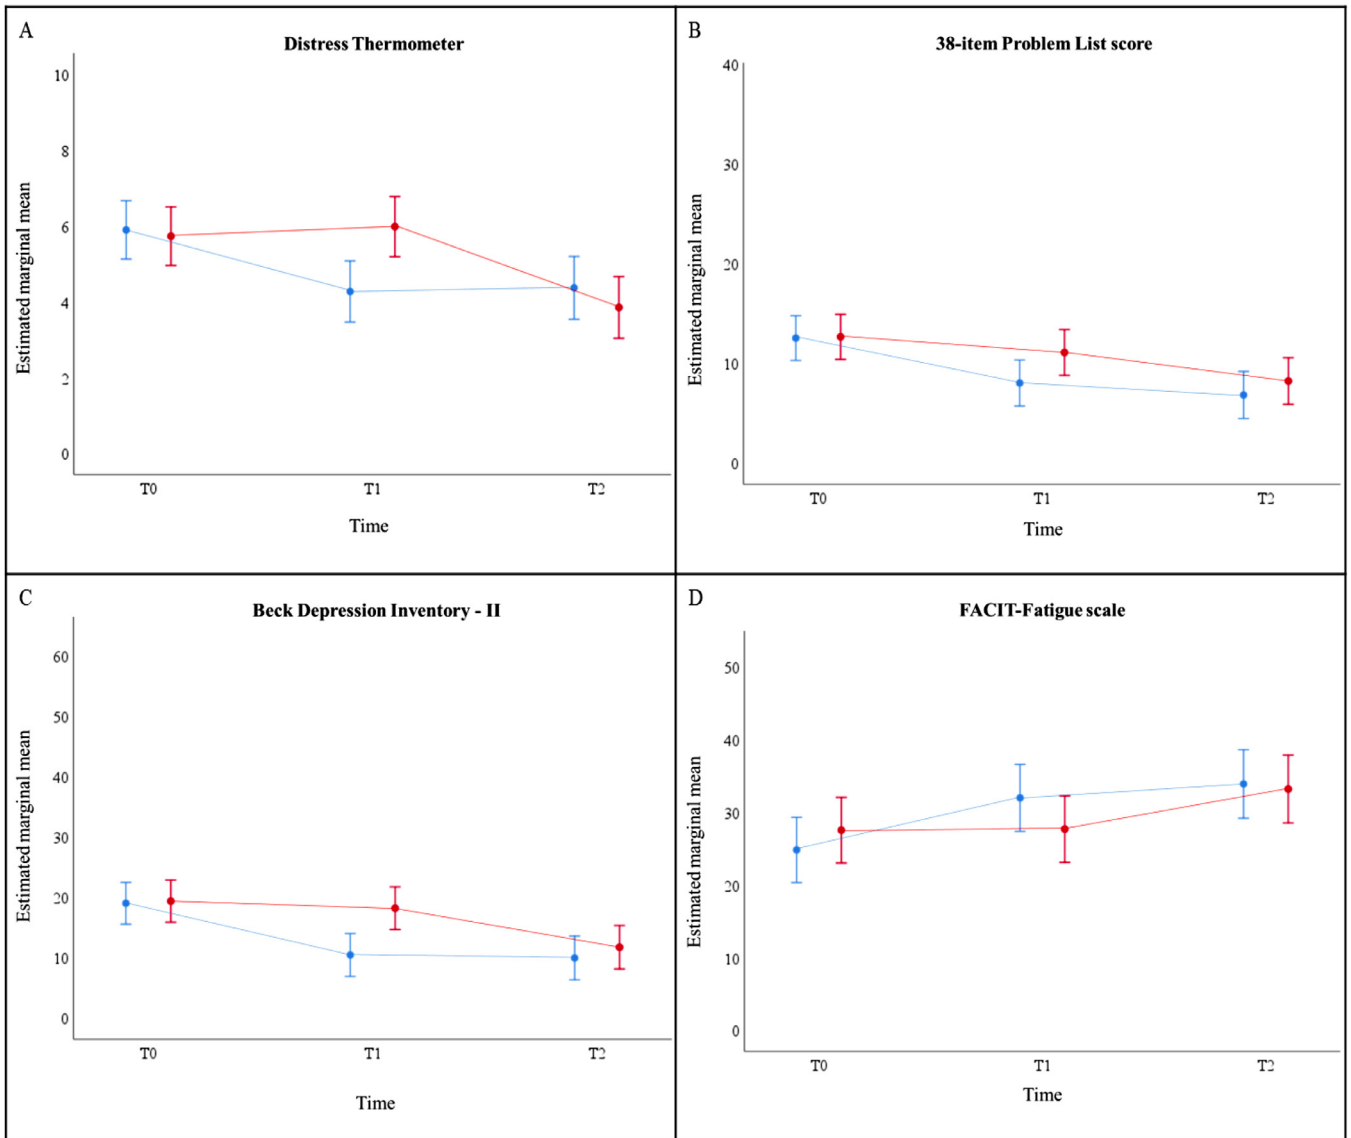 A
Distress Thermometer
10
8
6
4
2
0
Estimated marginal mean
T0 T1 T2
Time
B
38-item Problem List score
40
30
20
10
0
Estimated marginal mean
T0 T1 T2
Time
C
Beck Depression Inventory - II
60
50
40
30
20
10
0
Estimated marginal mean
T0 T1 T2
Time
D
FACIT-Fatigue scale
50
40
30
20
10
0
Estimated marginal mean
T0 T1 T2
Time